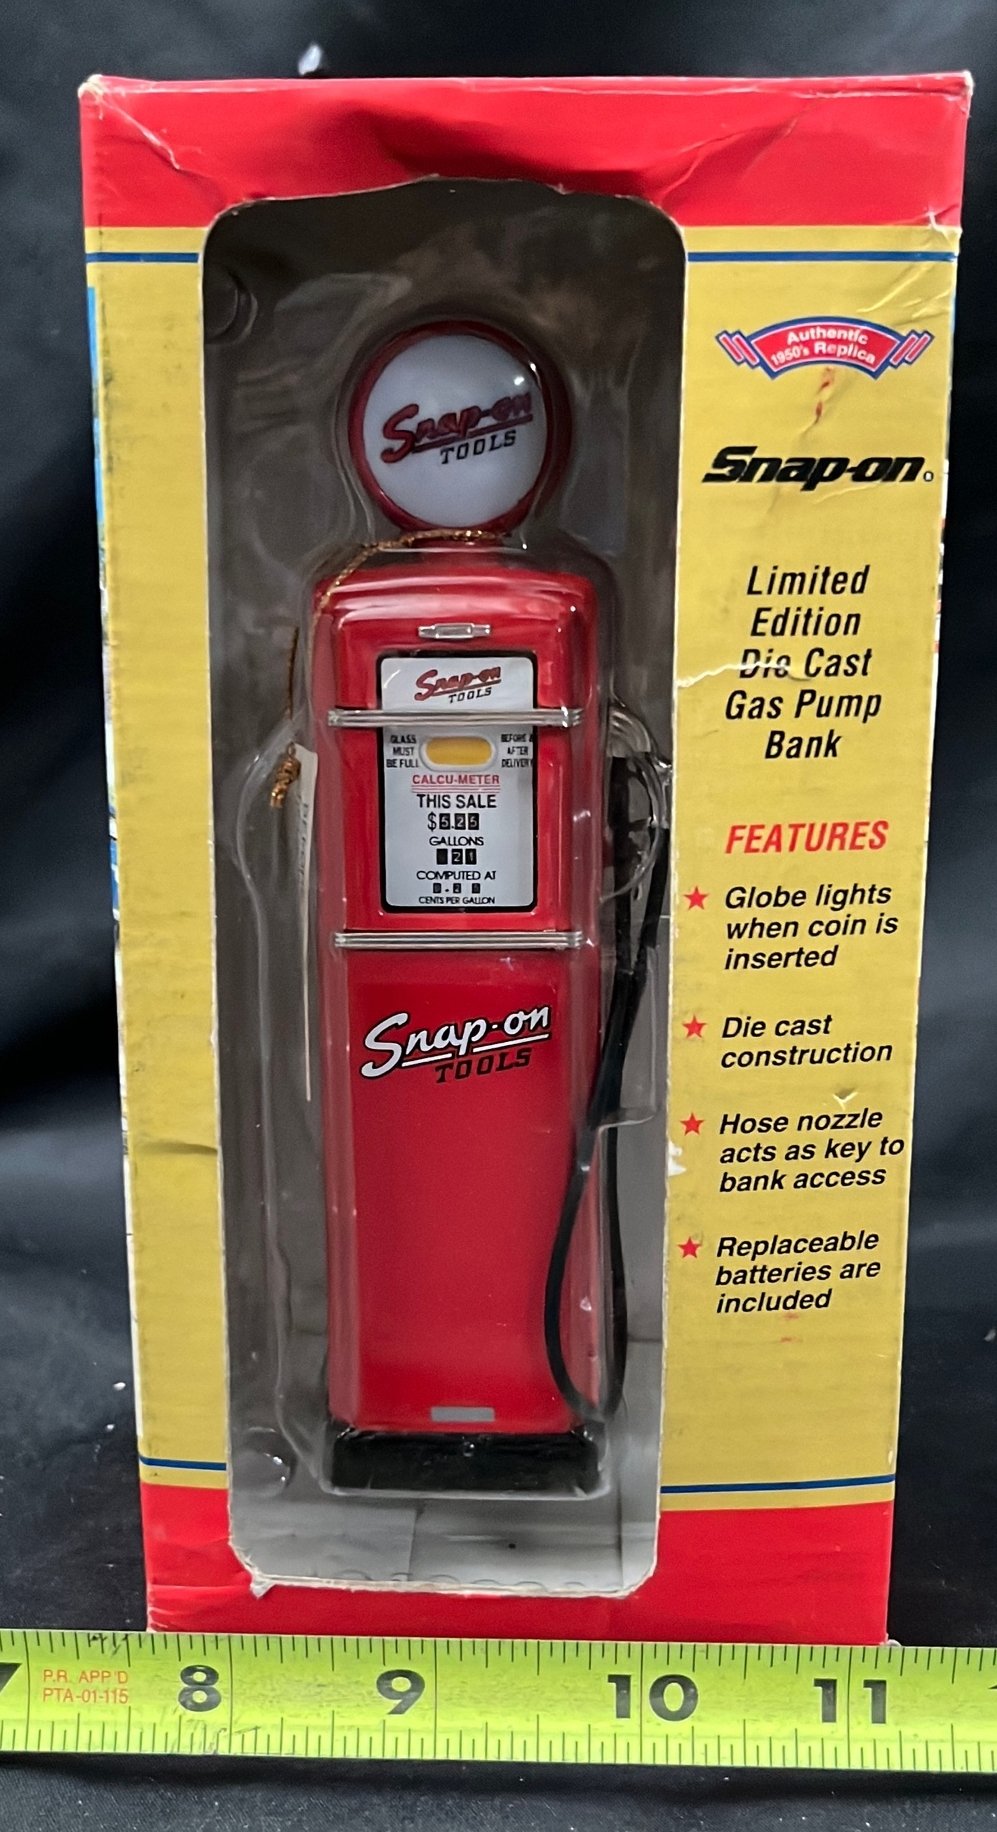 Authentic
1950's Replica
Snap-on®
Limited
Edition
Die Cast
Gas Pump
Bank
FEATURES
Globe lights
when coin is
inserted
Die cast
construction
Hose nozzle
acts as key to
bank access
Replaceable
batteries are
included
Snap-on
TOOLS
Snap-on
TOOLS
GLASS
MUST
BE FULL
BEFORE &
AFTER
DELIVERY
CALCU-METER
THIS SALE
$5.25
GALLONS
21
COMPUTED AT
CENTS PER GALLON
Snap-on
TOOLS
P.R. APP'D
PTA-01-115
7 8 9 10 11